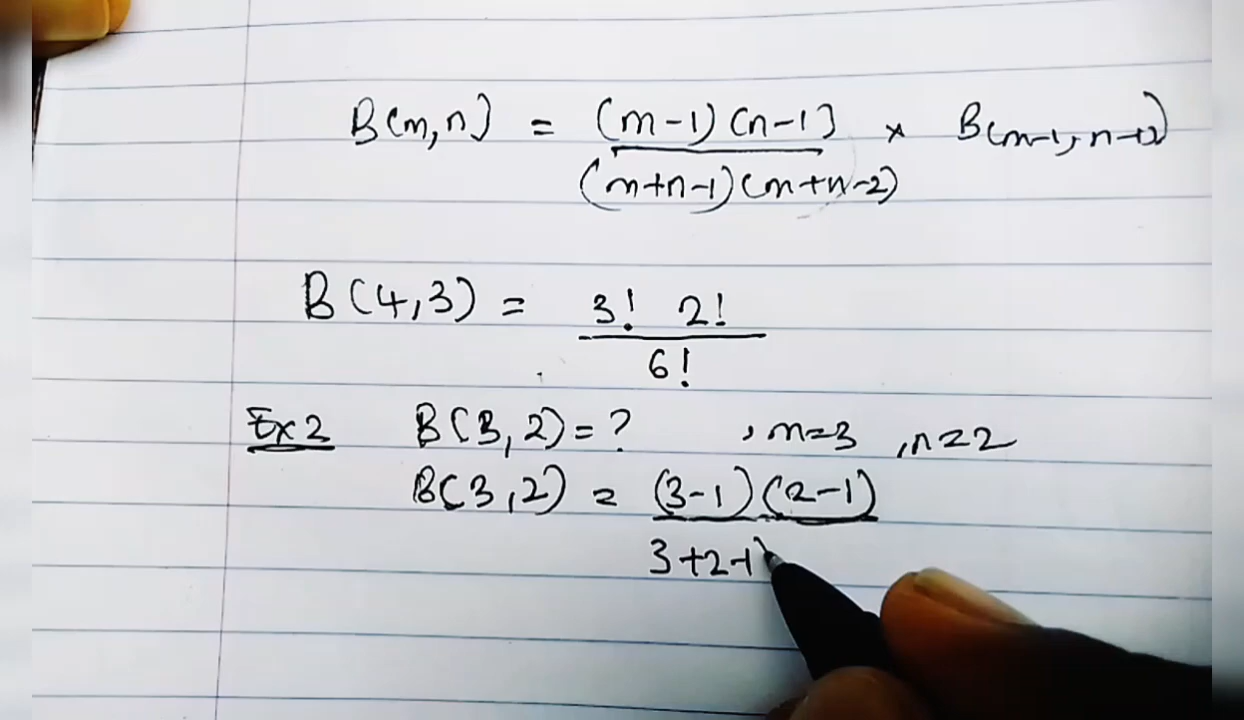 B(m,n) = (m-1)(n-1) × B(m-1, n-1)
(m+n-1)(m+n-2)
B(4,3) = 3! 2!
6!
Ex 2 B(3,2) = ? , m=3 , n=2
B(3,2) = (3-1)(2-1)
3+2-1)